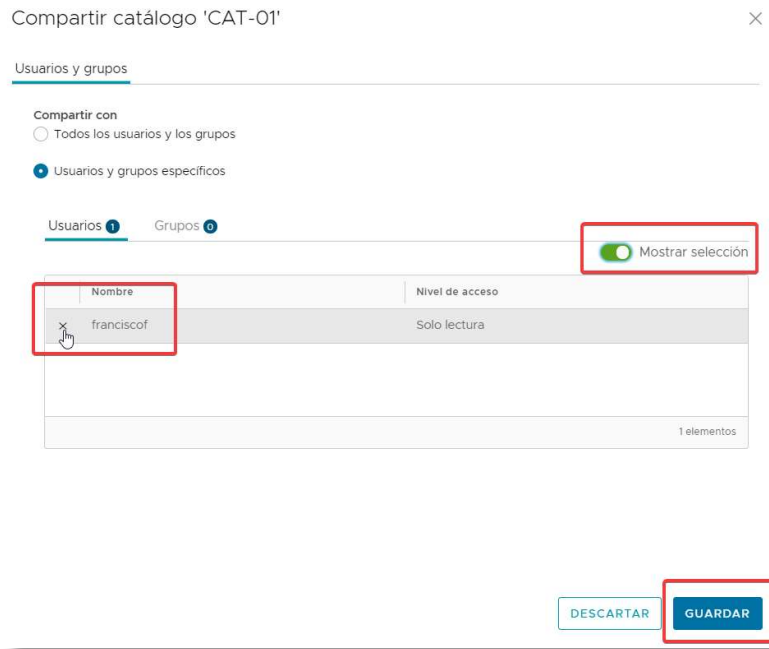 Compartir catálogo 'CAT-01'
Usuarios y grupos
Compartir con
Todos los usuarios y los grupos
Usuarios y grupos específicos
Usuarios 1 Grupos 0
Mostrar selección
Nombre Nivel de acceso
franciscof Solo lectura
1 elementos
DESCARTAR GUARDAR